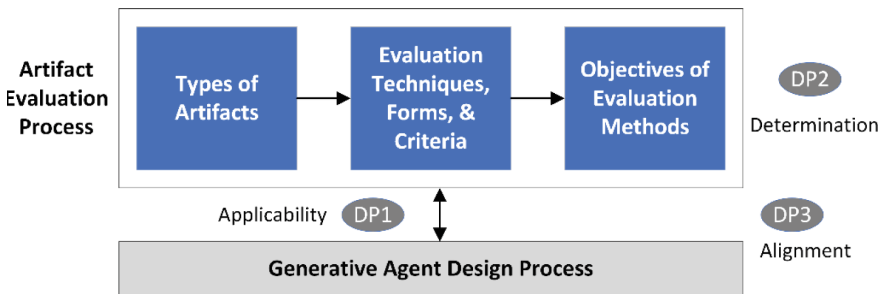 Artifact
Evaluation
Process
Types of
Artifacts
Evaluation
Techniques,
Forms, &
Criteria
Objectives of
Evaluation
Methods
DP2
Determination
Applicability
DP1
DP3
Alignment
Generative Agent Design Process